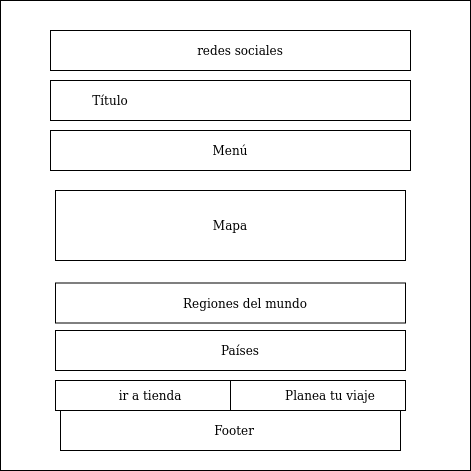 redes sociales
Título
Menú
Mapa
Regiones del mundo
Países
ir a tienda
Planea tu viaje
Footer